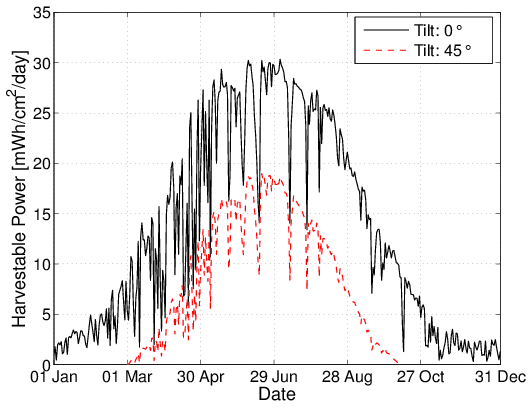 35
30
25
20
15
10
5
0
Harvestable Power [mWh/cm²/day]
Tilt: 0°
Tilt: 45°
01 Jan 01 Mar 30 Apr 29 Jun 28 Aug 27 Oct 31 Dec
Date